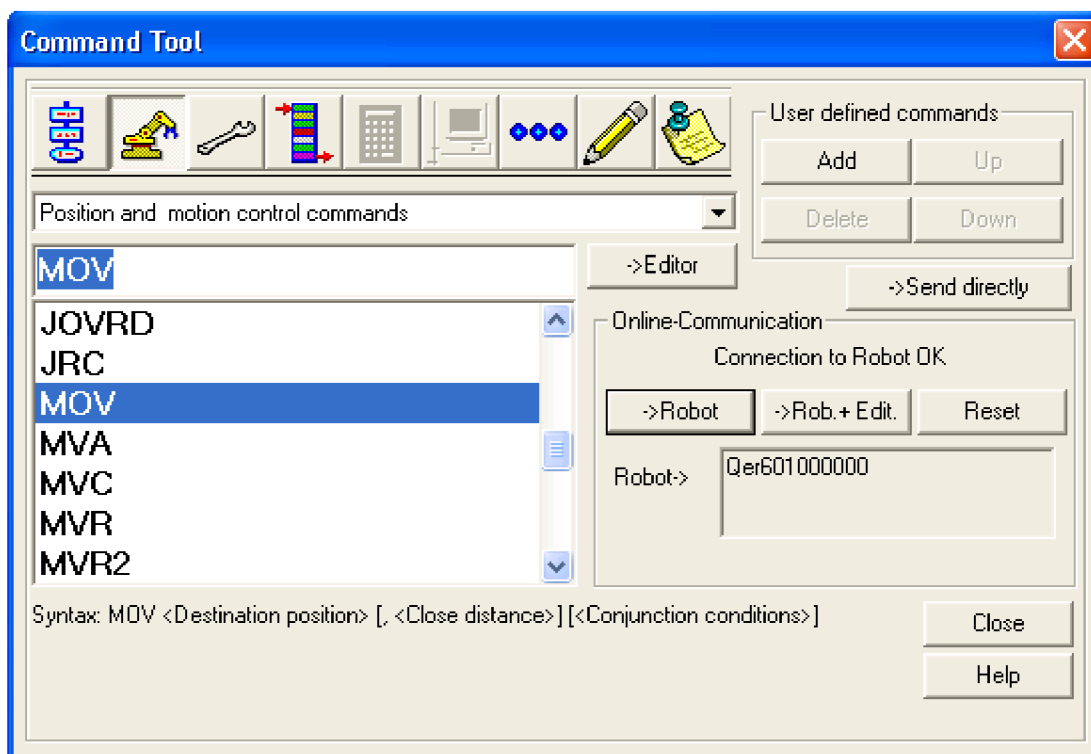 Command Tool
User defined commands
Add
Up
Delete
Down
Position and motion control commands
MOV
->Editor
->Send directly
JOVRD
JRC
MOV
MVA
MVC
MVR
MVR2
Online-Communication
Connection to Robot OK
->Robot
->Rob.+ Edit.
Reset
Robot->
Qer601000000
Syntax: MOV <Destination position> [, <Close distance>] [<Conjunction conditions>]
Close
Help